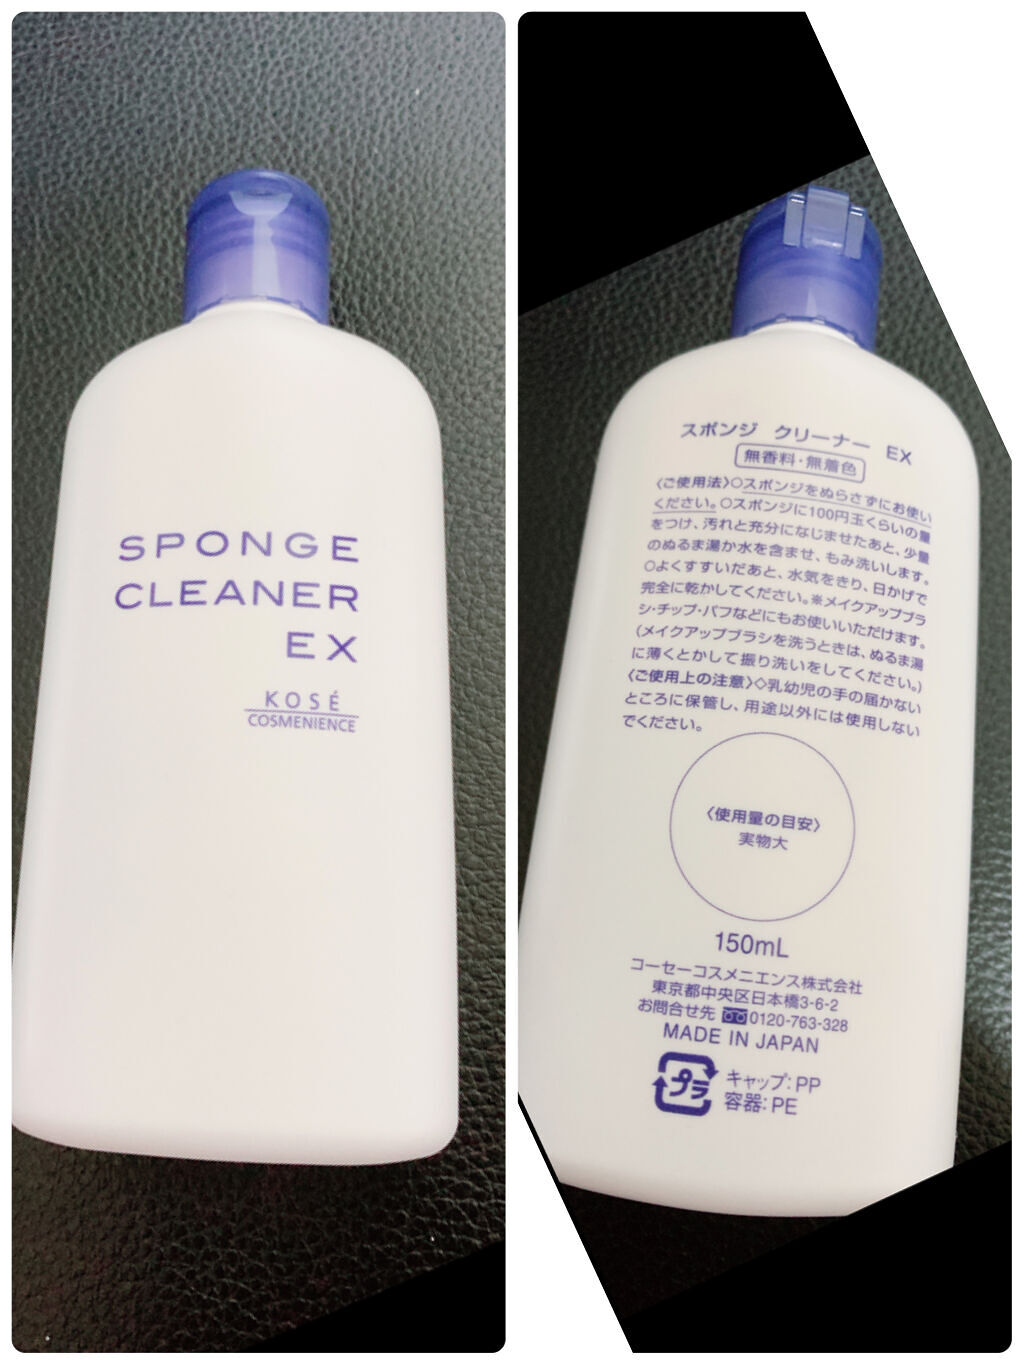 SPONGE
CLEANER
EX
KOSÉ
COSMENIENCE
スポンジ クリーナー EX
無香料・無着色
〈ご使用法〉○スポンジをぬらさずにお使い
ください。○スポンジに100円玉くらいの量
をつけ、汚れと充分になじませたあと、少量
のぬるま湯か水を含ませ、もみ洗いします。
○よくすすいだあと、水気をきり、日かげで
完全に乾かしてください。※メイクアップブラ
シ・チップ・パフなどにもお使いいただけます。
(メイクアップブラシを洗うときは、ぬるま湯
に薄くとかして振り洗いをしてください。)
〈ご使用上の注意〉◇乳幼児の手の届かない
ところに保管し、用途以外には使用しない
でください。
〈使用量の目安〉
実物大
150mL
コーセーコスメニエンス株式会社
東京都中央区日本橋3-6-2
お問合せ先 0120-763-328
MADE IN JAPAN
プラ
キャップ:PP
容器:PE